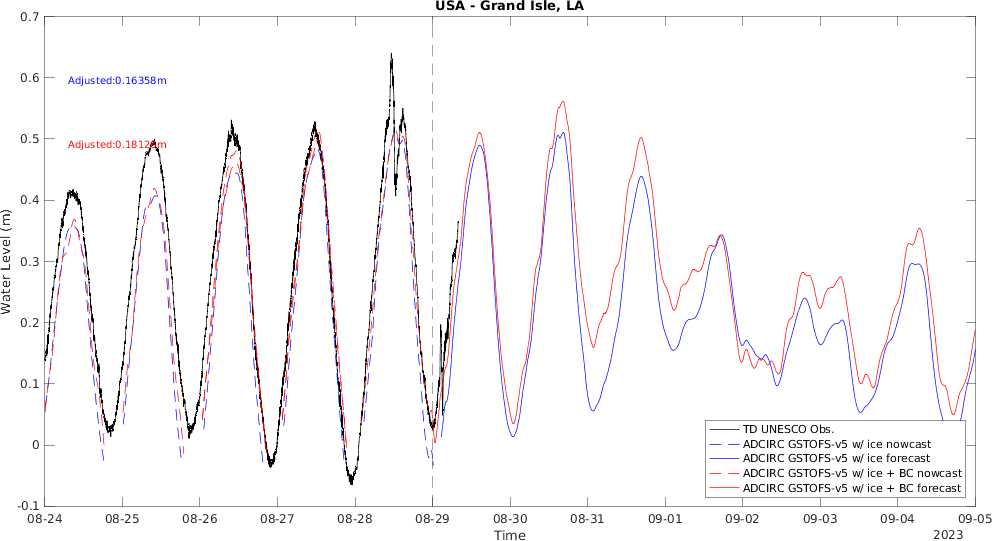 USA - Grand Isle, LA
0.7
0.6
0.5
0.4
0.3
0.2
0.1
0
-0.1
Water Level (m)
Adjusted:0.16358m
TD UNESCO Obs.
ADCIRC GSTOFS-v5 w/ ice nowcast
ADCIRC GSTOFS-v5 w/ ice forecast
ADCIRC GSTOFS-v5 w/ ice + BC nowcast
ADCIRC GSTOFS-v5 w/ ice + BC forecast
08-24 08-25 08-26 08-27 08-28 08-29 08-30 08-31 09-01 09-02 09-03 09-04 09-05
Time
2023